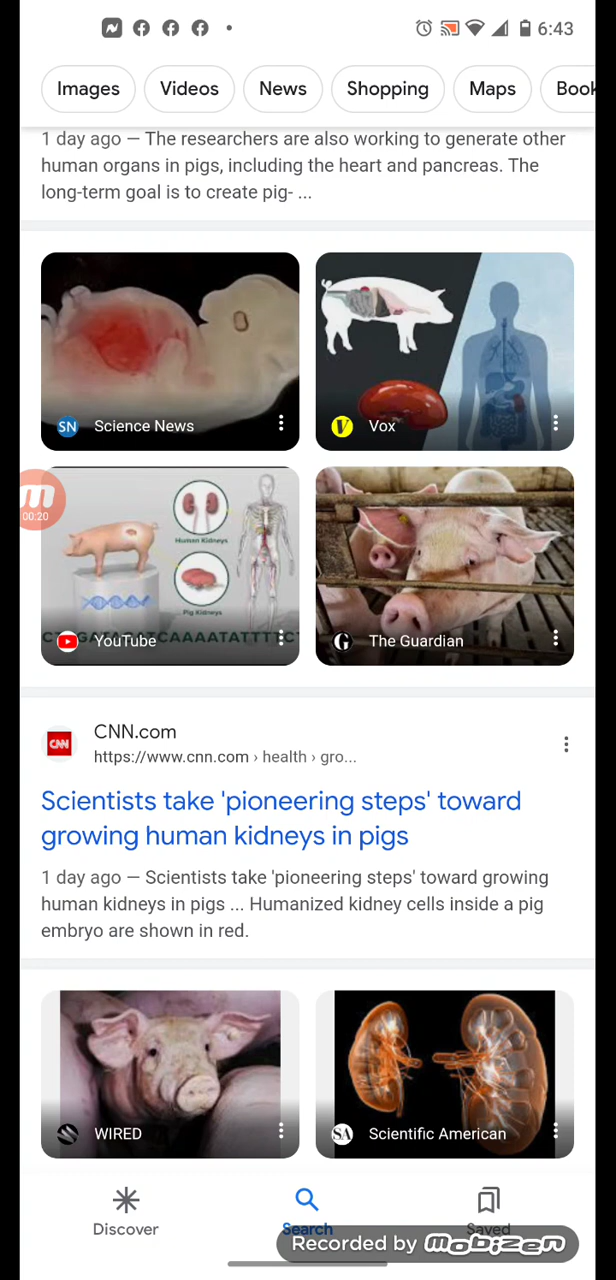 6:43
Images Videos News Shopping Maps Book
1 day ago — The researchers are also working to generate other
human organs in pigs, including the heart and pancreas. The
long-term goal is to create pig- ...
SN Science News
V Vox
00:20
Human Kidneys
Pig Kidneys
YouTube
G The Guardian
CNN.com
CNN
https://www.cnn.com › health › gro...
Scientists take 'pioneering steps' toward
growing human kidneys in pigs
1 day ago — Scientists take 'pioneering steps' toward growing
human kidneys in pigs ... Humanized kidney cells inside a pig
embryo are shown in red.
WIRED
SA Scientific American
Discover Search Saved
Recorded by mobizen